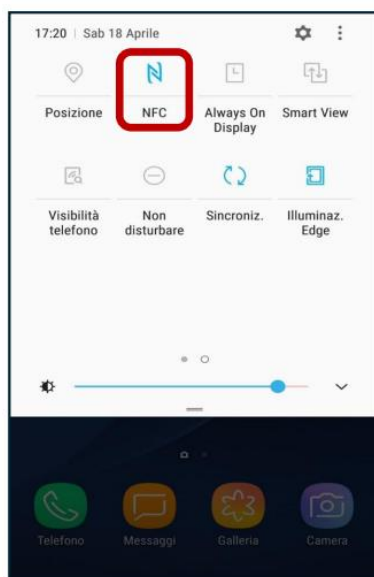 17:20 | Sab 18 Aprile
Posizione
NFC
Always On
Display
Smart View
Visibilità
telefono
Non
disturbare
Sincroniz.
Illuminaz.
Edge
Telefono
Messaggi
Galleria
Camera